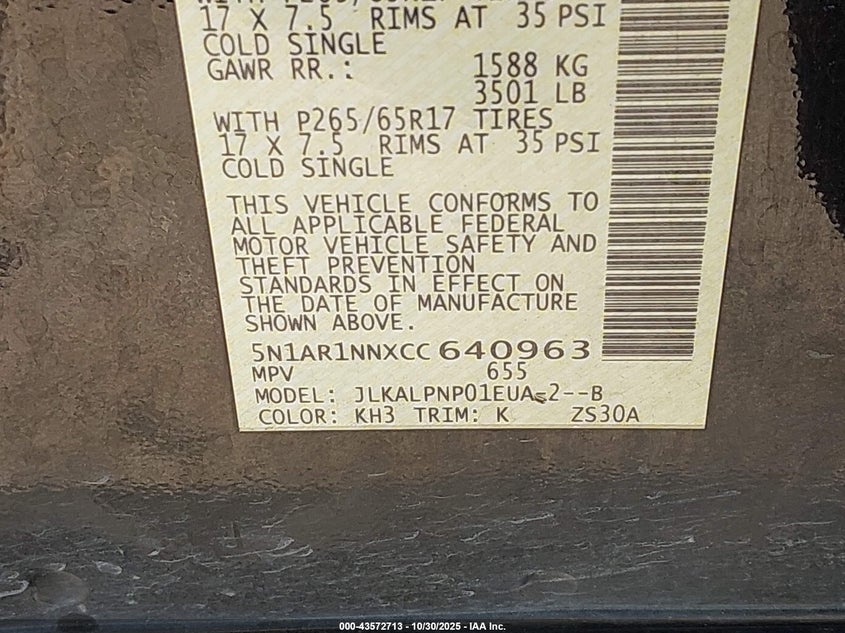 17 X 7.5 RIMS AT 35 PSI
COLD SINGLE
GAWR RR.: 1588 KG
3501 LB
WITH P265/65R17 TIRES
17 X 7.5 RIMS AT 35 PSI
COLD SINGLE
THIS VEHICLE CONFORMS TO
ALL APPLICABLE FEDERAL
MOTOR VEHICLE SAFETY AND
THEFT PREVENTION
STANDARDS IN EFFECT ON
THE DATE OF MANUFACTURE
SHOWN ABOVE.
5N1AR1NNXCC 640963
MPV 655
MODEL: JLKALPNP01EUA-2--B
COLOR: KH3 TRIM: K ZS30A
000-43572713 - 10/30/2025 - IAA Inc.